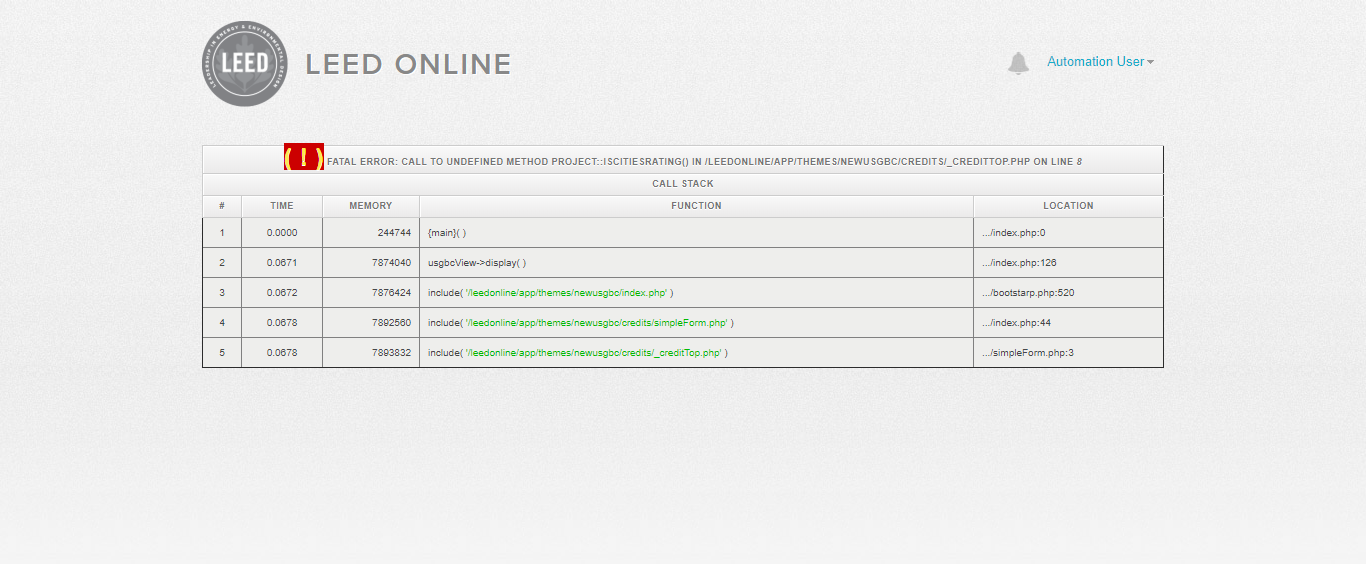 LEADERSHIP IN ENERGY & ENVIRONMENTAL DESIGN
LEED
LEED ONLINE
Automation User
( ! ) FATAL ERROR: CALL TO UNDEFINED METHOD PROJECT::ISCITIESRATING() IN /LEEDONLINE/APP/THEMES/NEWUSGBC/CREDITS/_CREDITTOP.PHP ON LINE 8
CALL STACK
# TIME MEMORY FUNCTION LOCATION
1 0.0000 244744 {main}( ) .../index.php:0
2 0.0671 7874040 usgbcView->display( ) .../index.php:126
3 0.0672 7876424 include( '/leedonline/app/themes/newusgbc/index.php' ) .../bootstarp.php:520
4 0.0678 7892560 include( '/leedonline/app/themes/newusgbc/credits/simpleForm.php' ) .../index.php:44
5 0.0678 7893832 include( '/leedonline/app/themes/newusgbc/credits/_creditTop.php' ) .../simpleForm.php:3